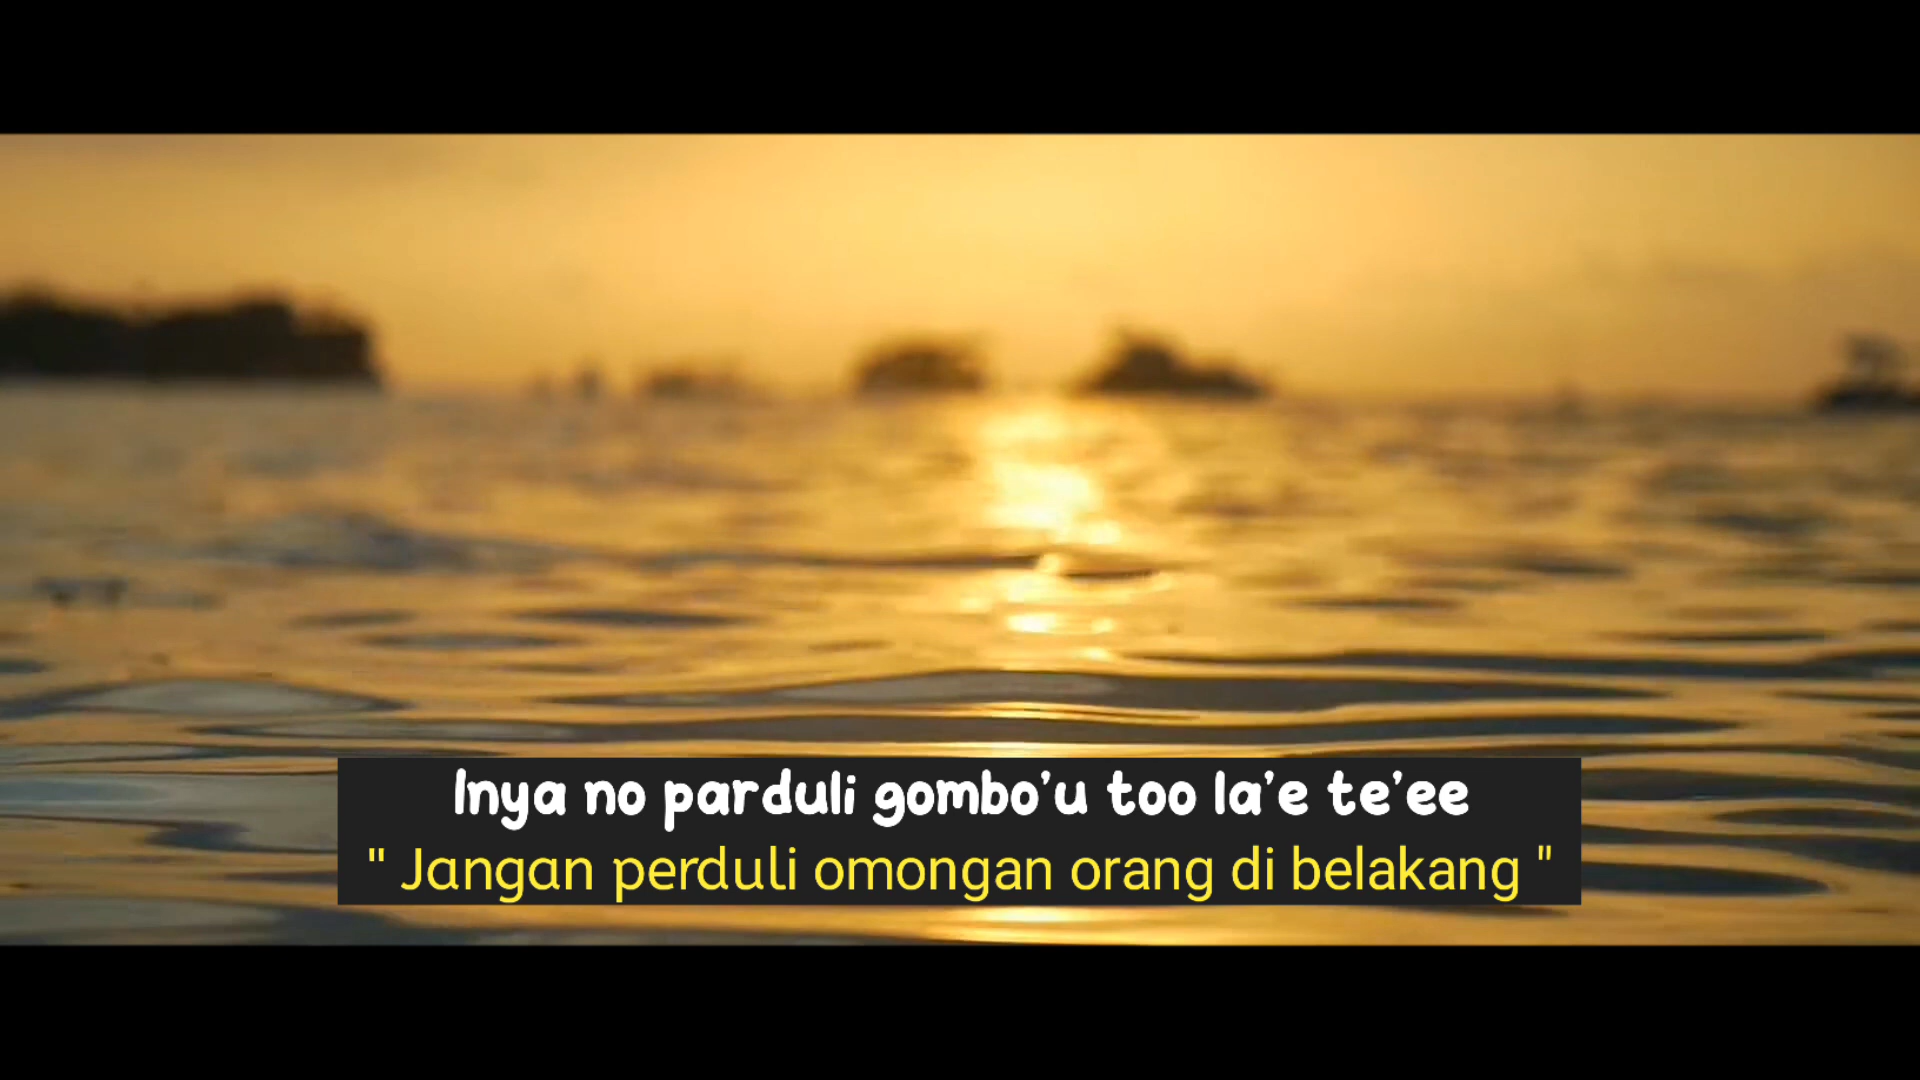 Inya no parduli gombo'u too la'e te'ee
" Jangan perduli omongan orang di belakang "